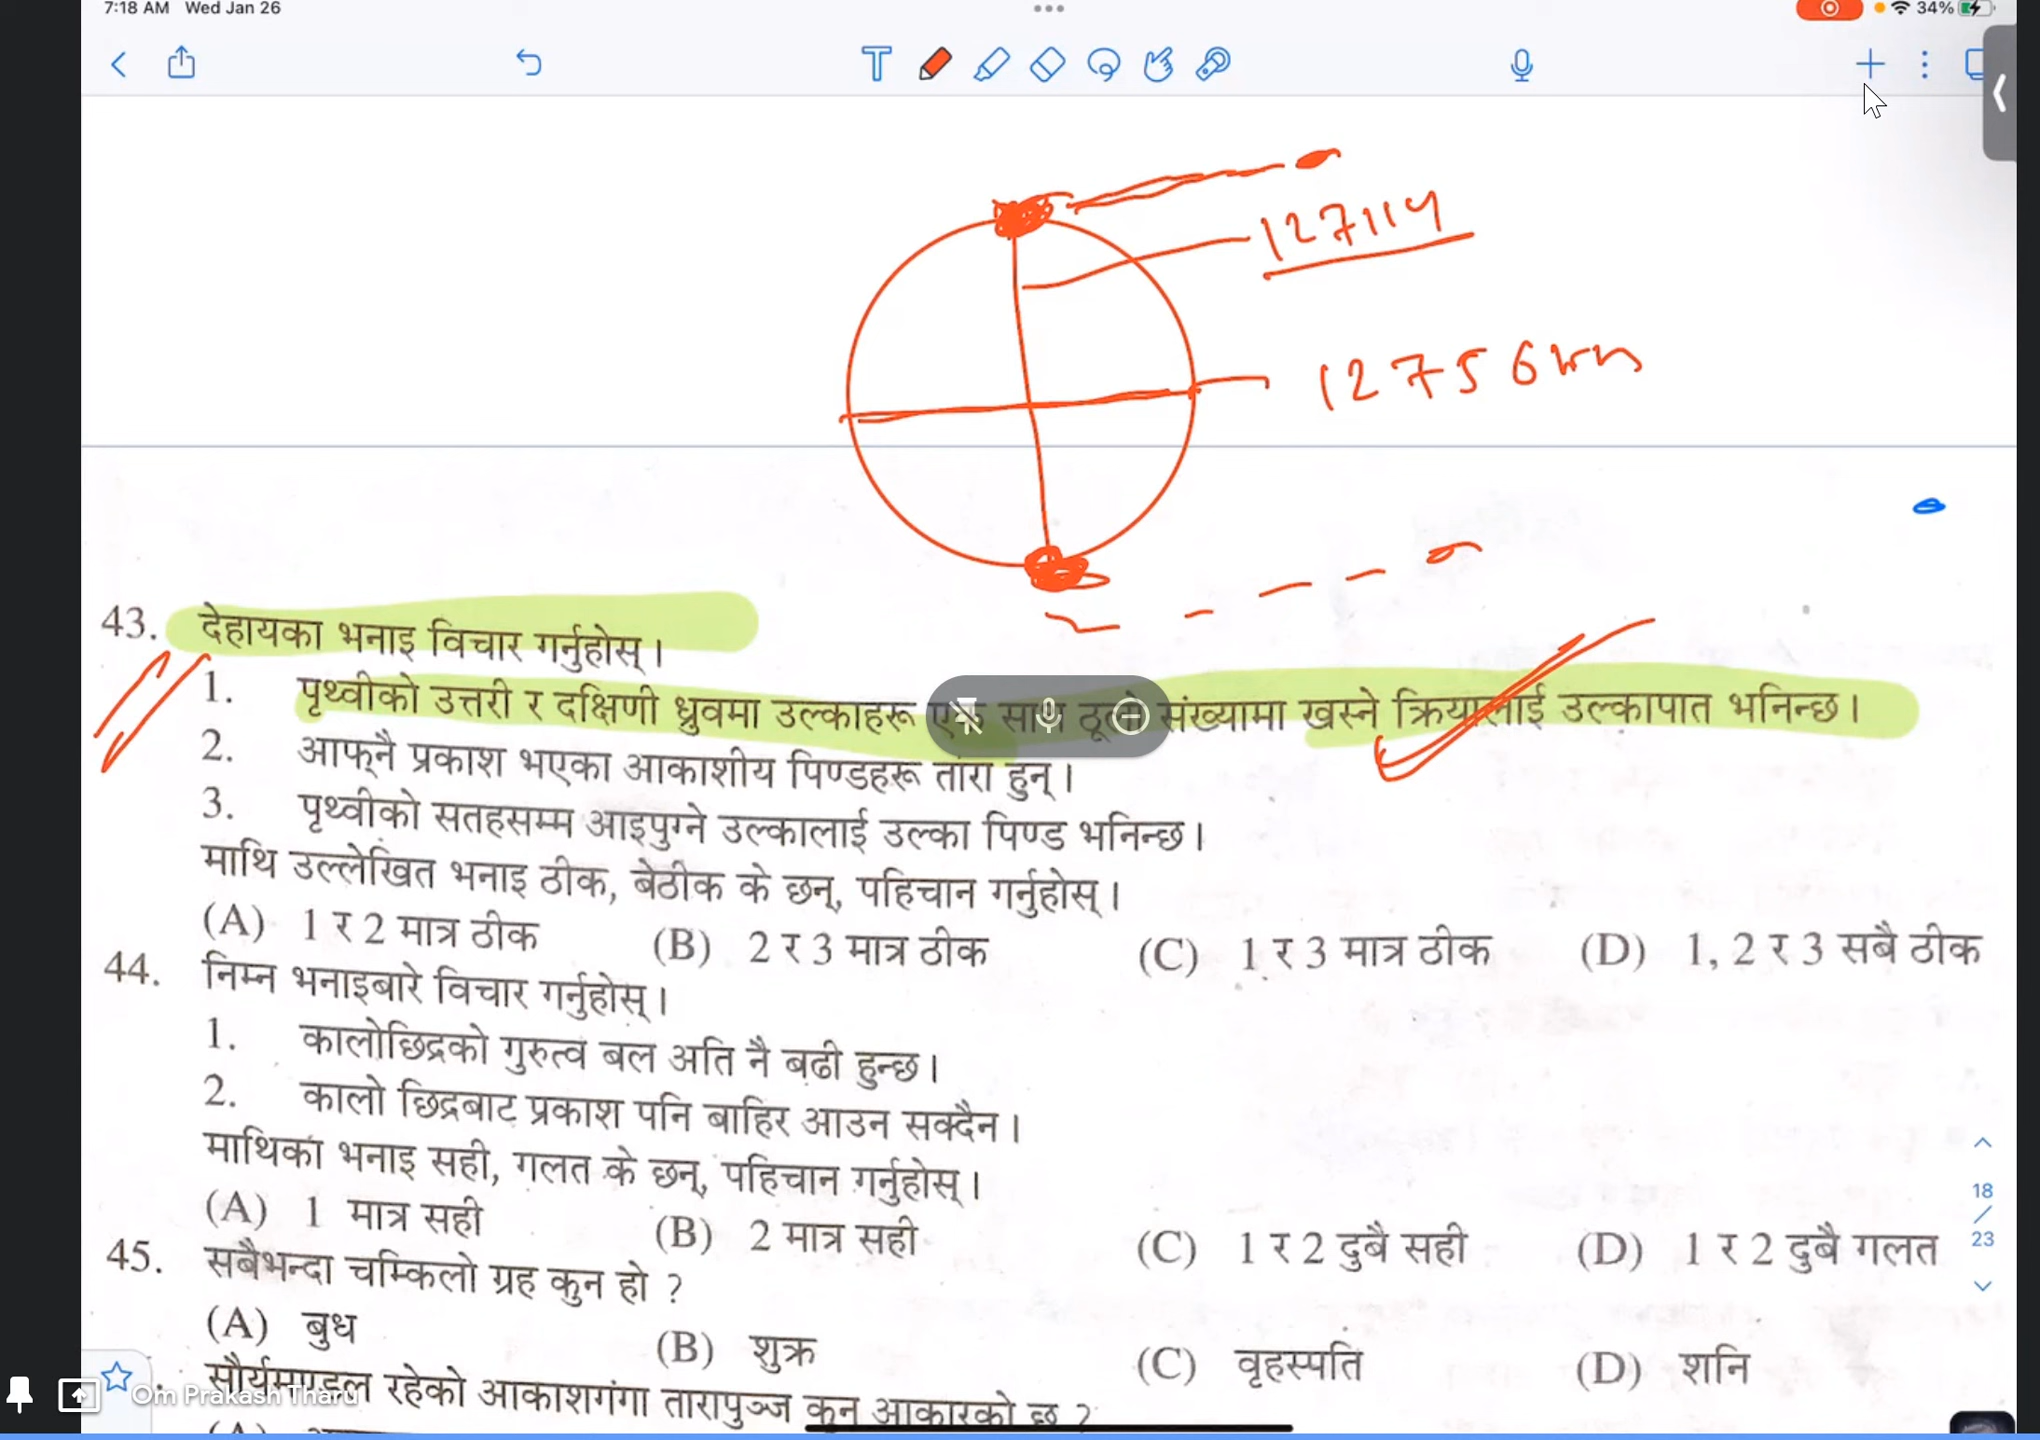 7:18 AM Wed Jan 26
34%
127114
12756 km
43. देहायका भनाइ विचार गर्नुहोस् ।
1. पृथ्वीको उत्तरी र दक्षिणी ध्रुवमा उल्काहरू एक साथ ठूलो संख्यामा खस्ने क्रियालाई उल्कापात भनिन्छ ।
2. आफ्नै प्रकाश भएका आकाशीय पिण्डहरू तारा हुन् ।
3. पृथ्वीको सतहसम्म आइपुग्ने उल्कालाई उल्का पिण्ड भनिन्छ ।
माथि उल्लेखित भनाइ ठीक, बेठीक के छन्, पहिचान गर्नुहोस् ।
(A) 1 र 2 मात्र ठीक (B) 2 र 3 मात्र ठीक (C) 1 र 3 मात्र ठीक (D) 1, 2 र 3 सबै ठीक
44. निम्न भनाइबारे विचार गर्नुहोस् ।
1. कालोछिद्रको गुरुत्व बल अति नै बढी हुन्छ ।
2. कालो छिद्रबाट प्रकाश पनि बाहिर आउन सक्दैन ।
माथिका भनाइ सही, गलत के छन्, पहिचान गर्नुहोस् ।
(A) 1 मात्र सही (B) 2 मात्र सही (C) 1 र 2 दुबै सही (D) 1 र 2 दुबै गलत
18
/
23
45. सबैभन्दा चम्किलो ग्रह कुन हो ?
(A) बुध (B) शुक्र (C) वृहस्पति (D) शनि
सौर्यमण्डल रहेको आकाशगंगा तारापुञ्ज कुन आकारको छ ?
Om Prakash Tharu